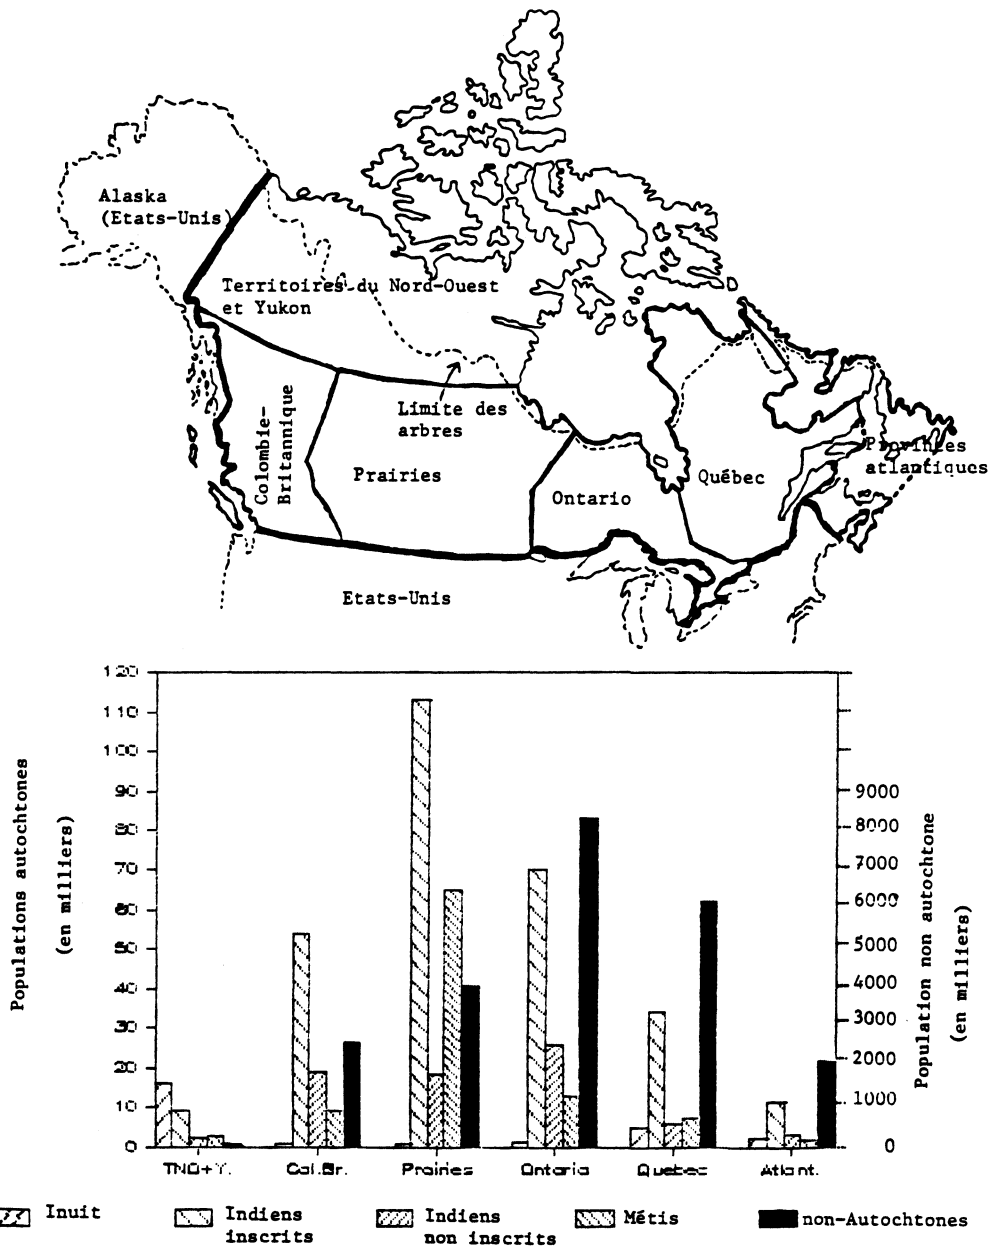 Alaska
(Etats-Unis)
Territoires du Nord-Ouest
et Yukon
Limite des
arbres
Colombie-
Britannique
Prairies
Ontario
Québec
Provinces
atlantiques
Etats-Unis
Populations autochtones
(en milliers)
120
110
100
90
80
70
60
50
40
30
20
10
0
9000
8000
7000
6000
5000
4000
3000
2000
1000
0
Population non autochtone
(en milliers)
TNO+Y.
Col.Br.
Prairies
Ontario
Quebec
Atlant.
Inuit
Indiens
inscrits
Indiens
non inscrits
Métis
non-Autochtones